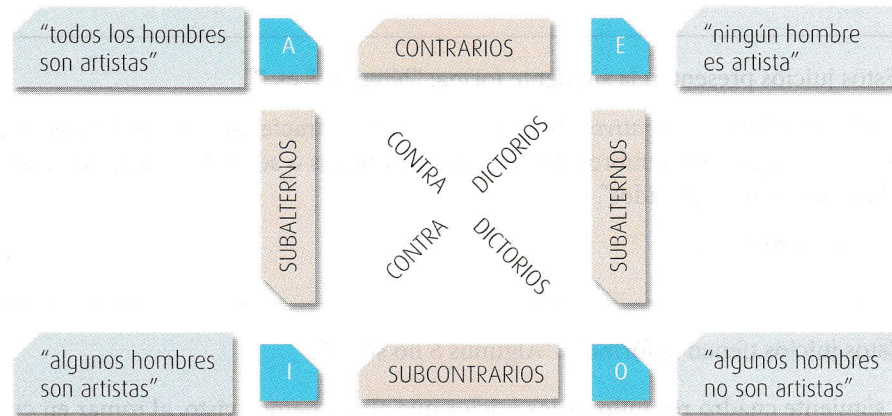 “todos los hombres
son artistas”
A
CONTRARIOS
E
“ningún hombre
es artista”
SUBALTERNOS
CONTRA
DICTORIOS
CONTRA
DICTORIOS
SUBALTERNOS
“algunos hombres
son artistas”
I
SUBCONTRARIOS
O
“algunos hombres
no son artistas”